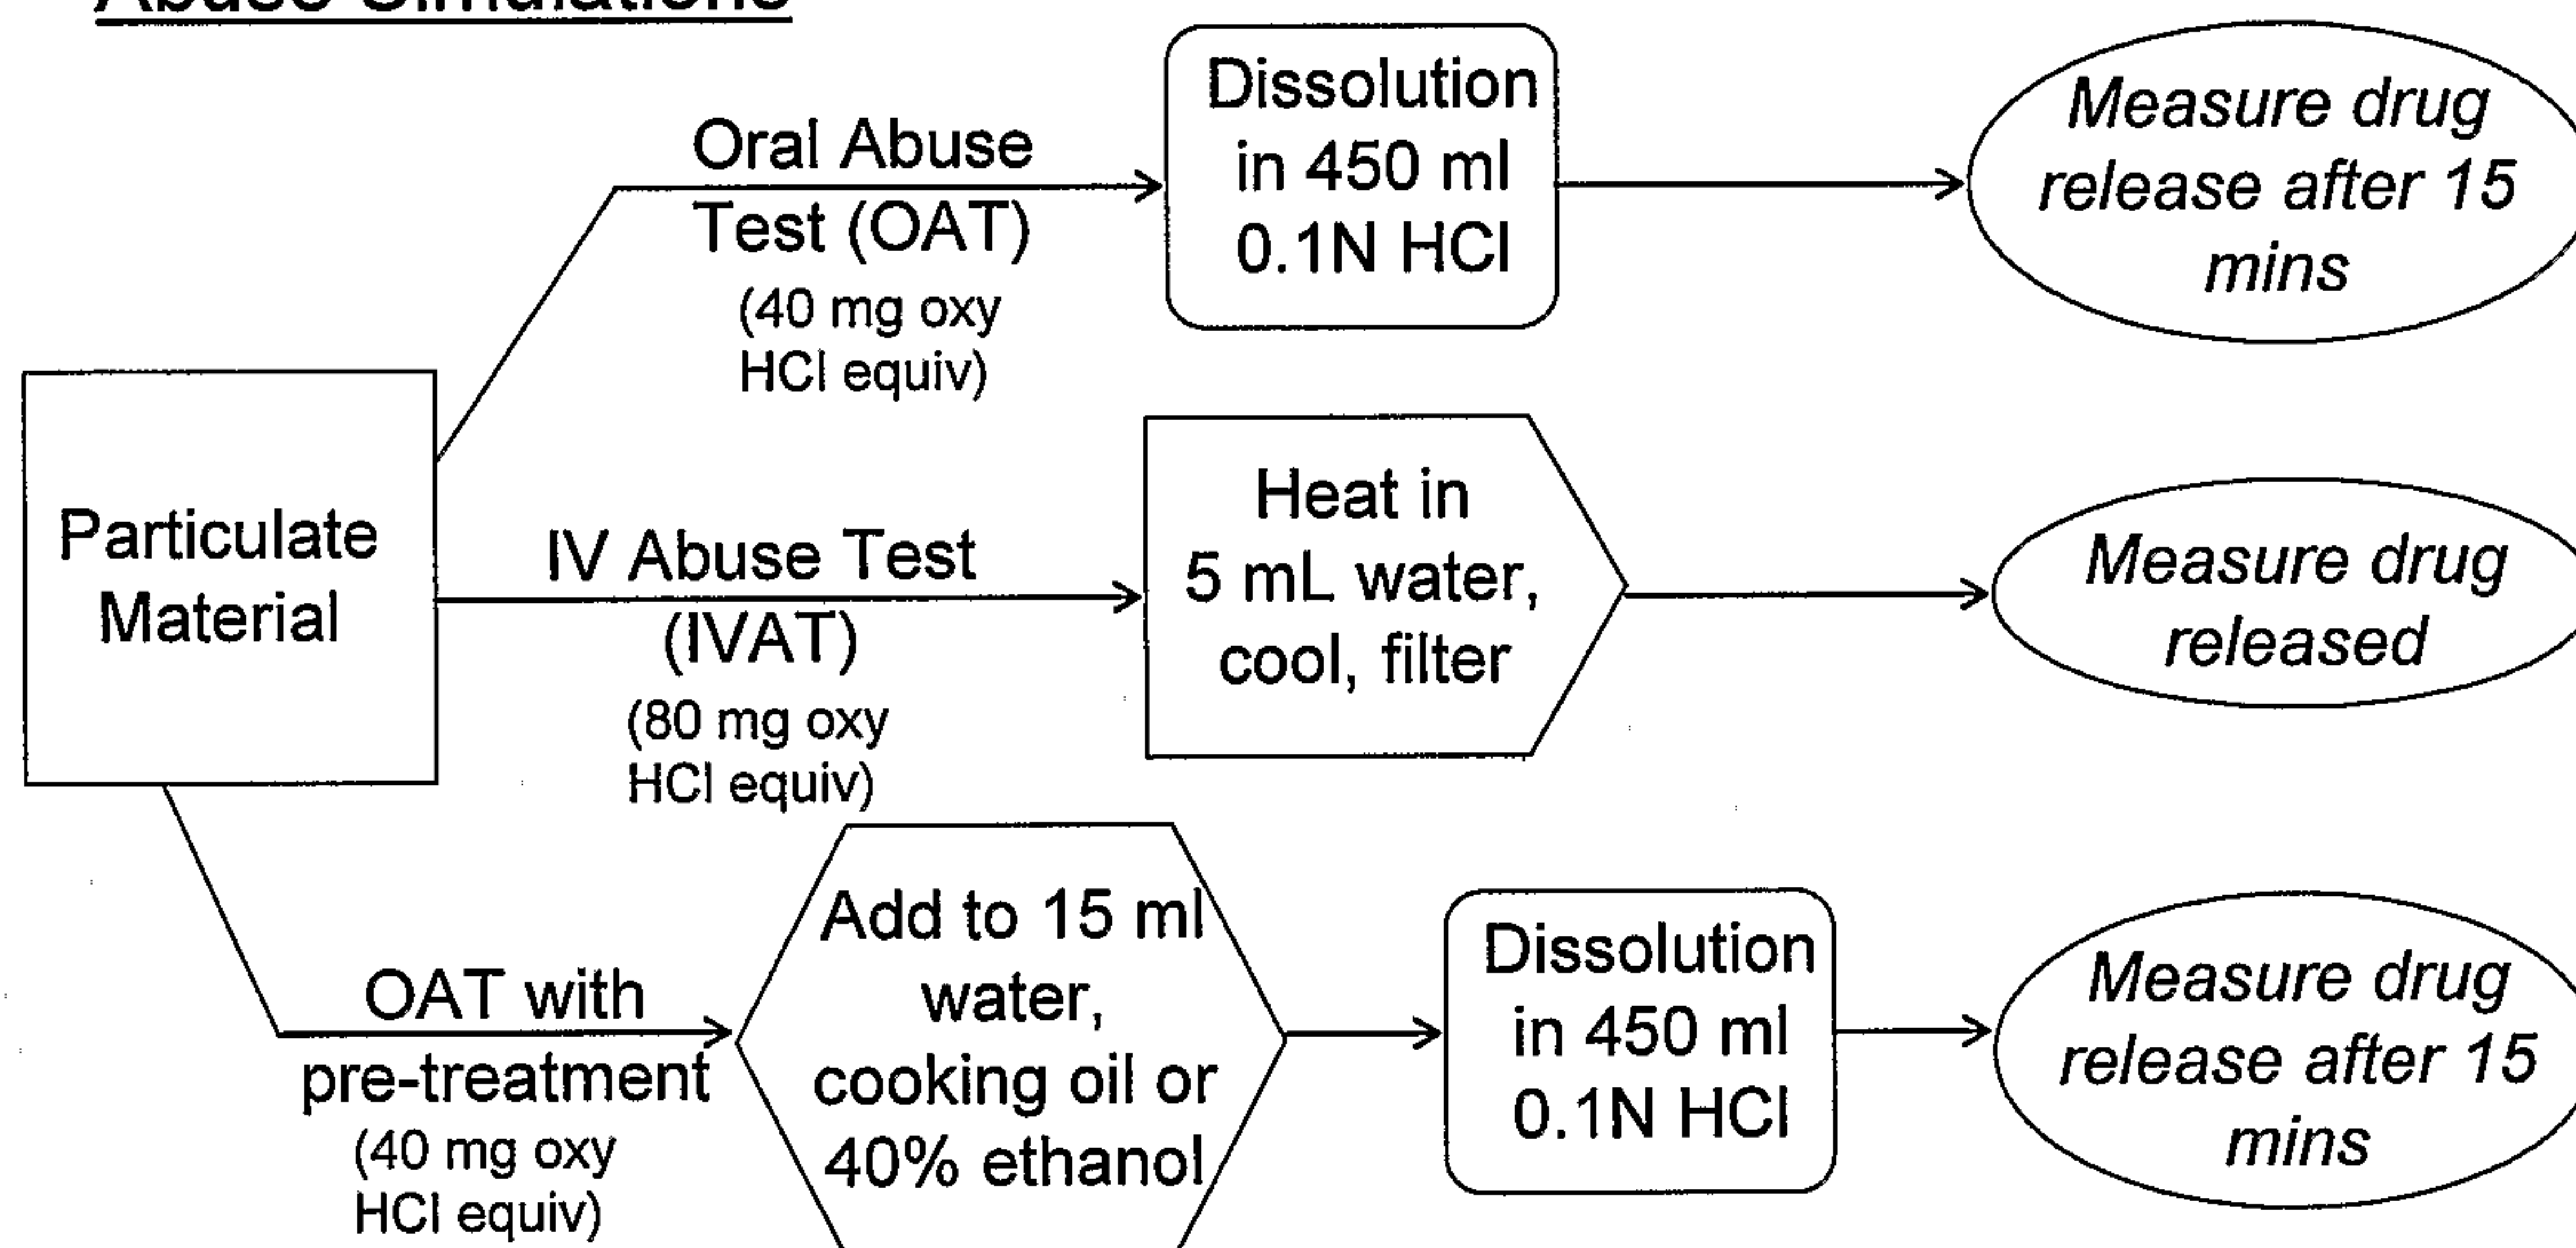 Abuse Simulations
Oral Abuse
Test (OAT)
(40 mg oxy
HCl equiv)
Dissolution
in 450 ml
0.1N HCl
Measure drug
release after 15
mins
Particulate
Material
IV Abuse Test
(IVAT)
(80 mg oxy
HCl equiv)
Heat in
5 mL water,
cool, filter
Measure drug
released
OAT with
pre-treatment
(40 mg oxy
HCl equiv)
Add to 15 ml
water,
cooking oil or
40% ethanol
Dissolution
in 450 ml
0.1N HCl
Measure drug
release after 15
mins